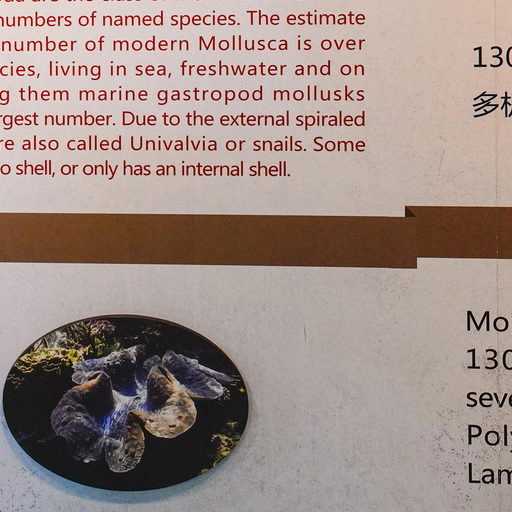 numbers of named species. The estimate
number of modern Mollusca is over
cies, living in sea, freshwater and on
g them marine gastropod mollusks
rgest number. Due to the external spiraled
re also called Univalvia or snails. Some
o shell, or only has an internal shell.
130
多
Mo
130
seve
Poly
Lam